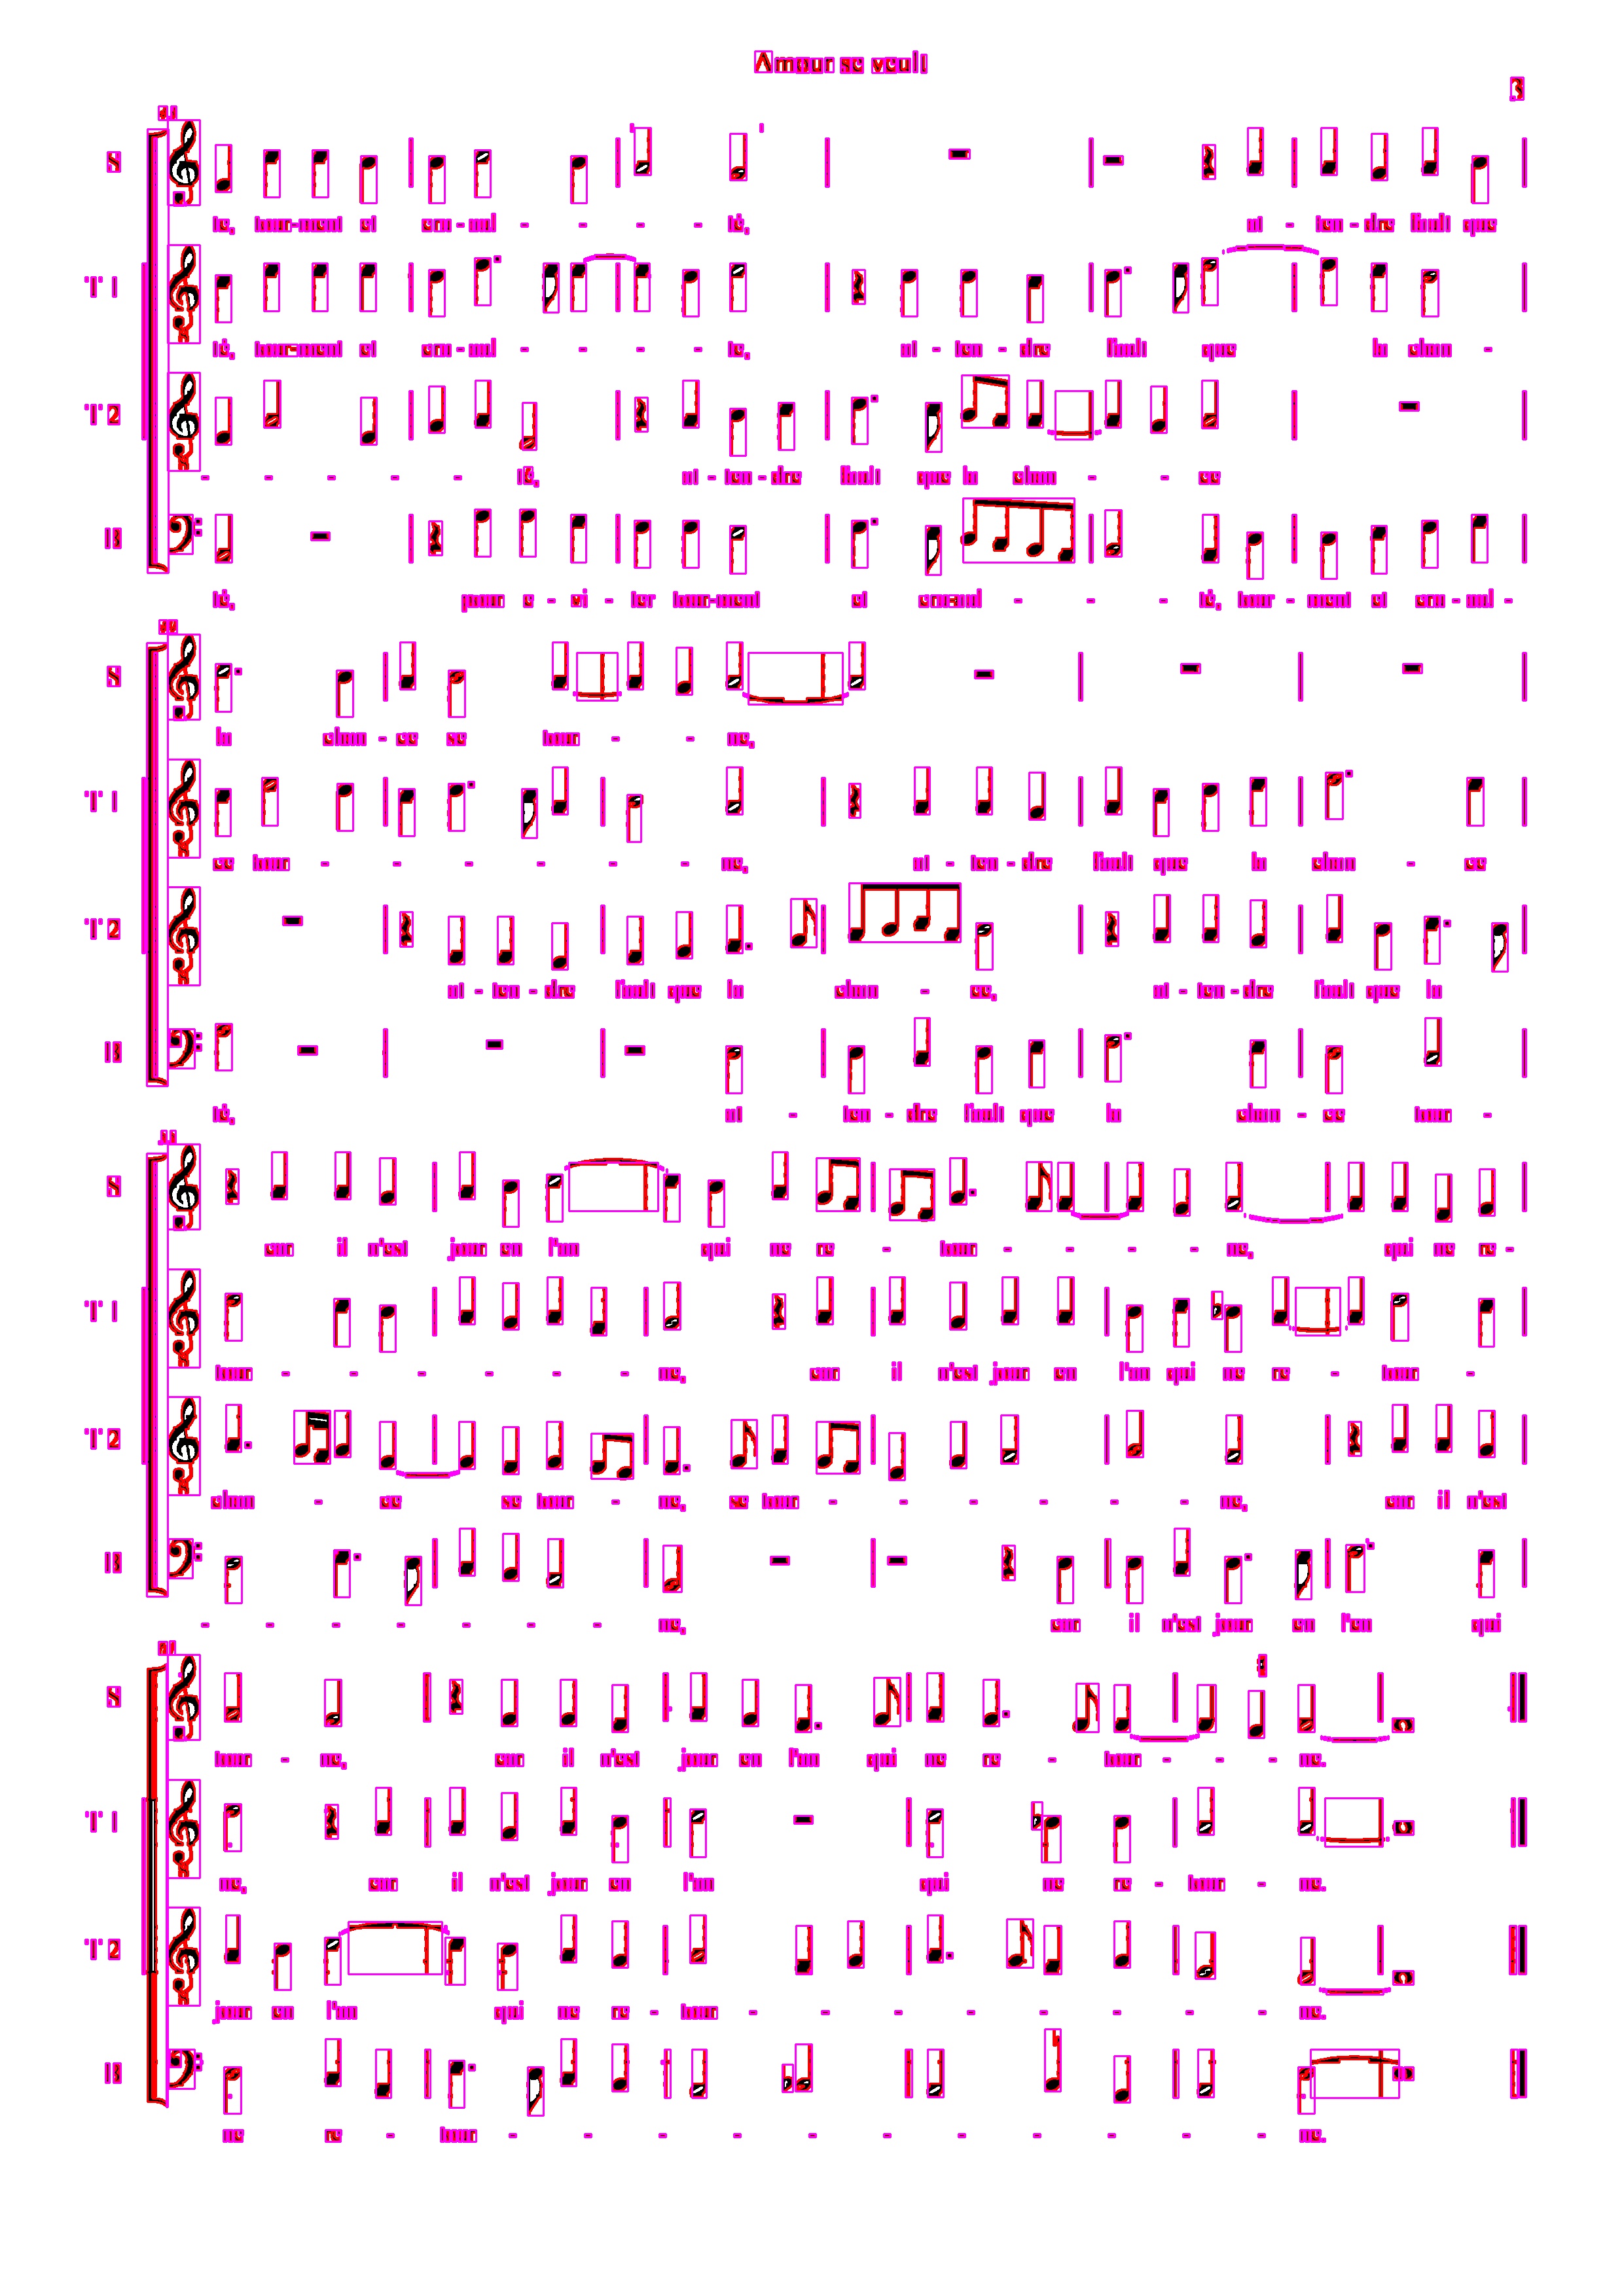 Amour se veult
3
S té, tour-ment et cru - aul - - - - té, at - ten - dre fault que
T 1 té, tour-ment et cru - aul - - - - té, at - ten - dre fault que la chan -
T 2 - - - - - té, at - ten - dre fault que la chan - - ce
B té, pour e - vi - ter tour-ment et cru-aul - - - té, tour - ment et cru - aul -
S la chan - ce se tour - - ne,
T 1 ce tour - - - - - - ne, at - ten - dre fault que la chan - ce
T 2 at - ten - dre fault que la chan - ce, at - ten - dre fault que la
B té, at - ten - dre fault que la chan - ce tour -
S car il n'est jour en l'an qui ne re - tour - - - - ne, qui ne re -
T 1 tour - - - - - - ne, car il n'est jour en l'an qui ne re - tour -
T 2 chan - ce se tour - ne, se tour - - - - - - ne, car il n'est
B - - - - - - - ne, car il n'est jour en l'an qui
S tour - ne, car il n'est jour en l'an qui ne re - tour - - - ne.
T 1 ne, car il n'est jour en l'an qui ne re - tour - ne.
T 2 jour en l'an qui ne re - tour - - - - - - - - ne.
B ne re - tour - - - - - - - - - - - ne.